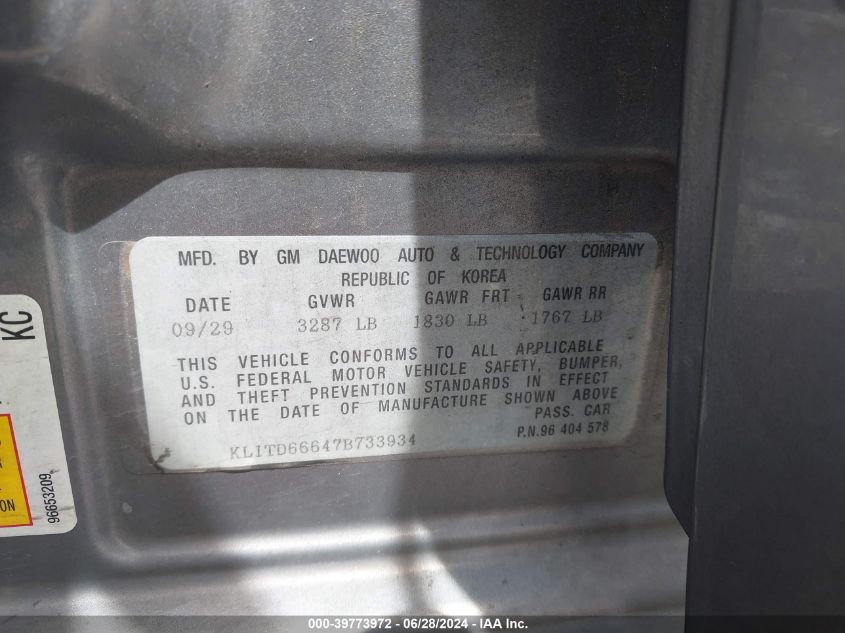 MFD. BY GM DAEWOO AUTO & TECHNOLOGY COMPANY
REPUBLIC OF KOREA
DATE GVWR GAWR FRT GAWR RR
09/29 3287 LB 1830 LB 1767 LB
THIS VEHICLE CONFORMS TO ALL APPLICABLE
U.S. FEDERAL MOTOR VEHICLE SAFETY, BUMPER,
AND THEFT PREVENTION STANDARDS IN EFFECT
ON THE DATE OF MANUFACTURE SHOWN ABOVE
PASS. CAR
KL1TD66647B733934
P.N.96 404 578
KC
ON
96653209
000-39773972 - 06/28/2024 - IAA Inc.